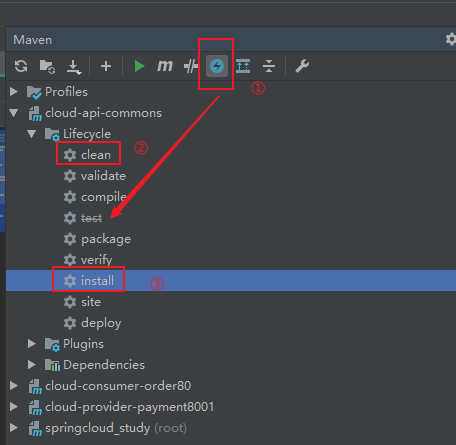 Maven
m
①
Profiles
cloud-api-commons
Lifecycle
clean
②
validate
compile
test
package
verify
install
③
site
deploy
Plugins
Dependencies
cloud-consumer-order80
cloud-provider-payment8001
springcloud_study (root)